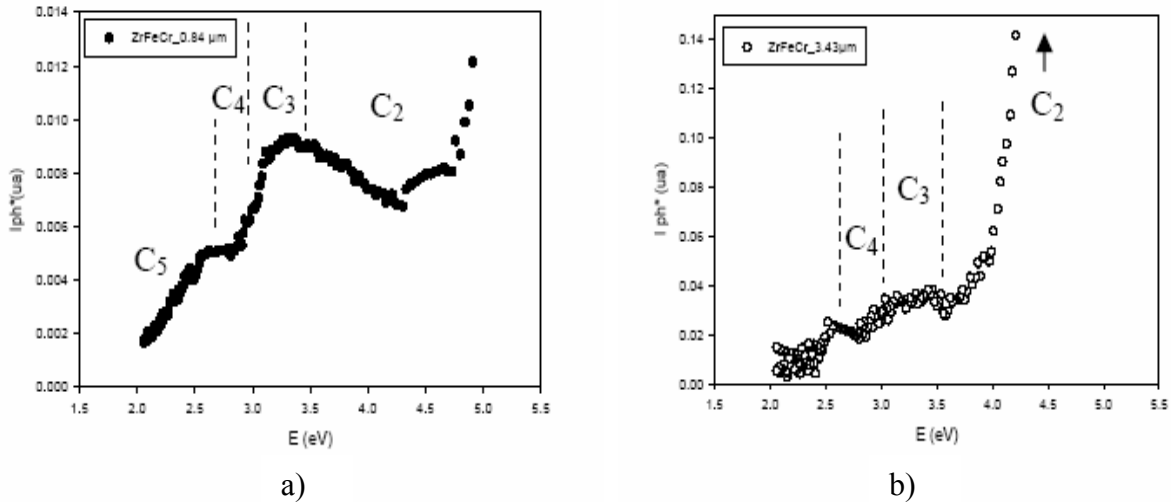 ZrFeCr_0.84 µm
C5
C4
C3
C2
Iph*(ua)
0.014
0.012
0.010
0.008
0.006
0.004
0.002
0.000
1.5 2.0 2.5 3.0 3.5 4.0 4.5 5.0 5.5
E (eV)
a)
ZrFeCr_3.43µm
C4
C3
C2
I ph* (ua)
0.14
0.12
0.10
0.08
0.06
0.04
0.02
0.00
1.5 2.0 2.5 3.0 3.5 4.0 4.5 5.0 5.5
E (eV)
b)